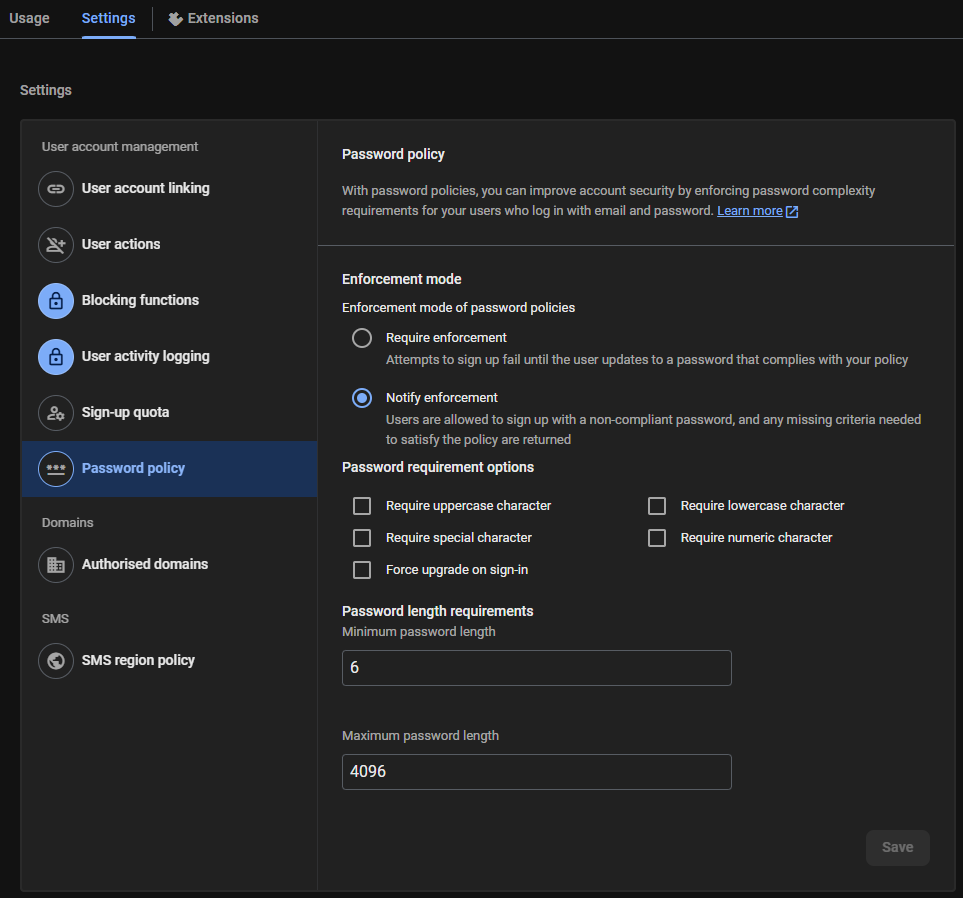 Usage
Settings
Extensions
Settings
User account management
User account linking
User actions
Blocking functions
User activity logging
Sign-up quota
Password policy
Domains
Authorised domains
SMS
SMS region policy
Password policy
With password policies, you can improve account security by enforcing password complexity
requirements for your users who log in with email and password. Learn more
Enforcement mode
Enforcement mode of password policies
Require enforcement
Attempts to sign up fail until the user updates to a password that complies with your policy
Notify enforcement
Users are allowed to sign up with a non-compliant password, and any missing criteria needed
to satisfy the policy are returned
Password requirement options
Require uppercase character
Require lowercase character
Require special character
Require numeric character
Force upgrade on sign-in
Password length requirements
Minimum password length
6
Maximum password length
4096
Save